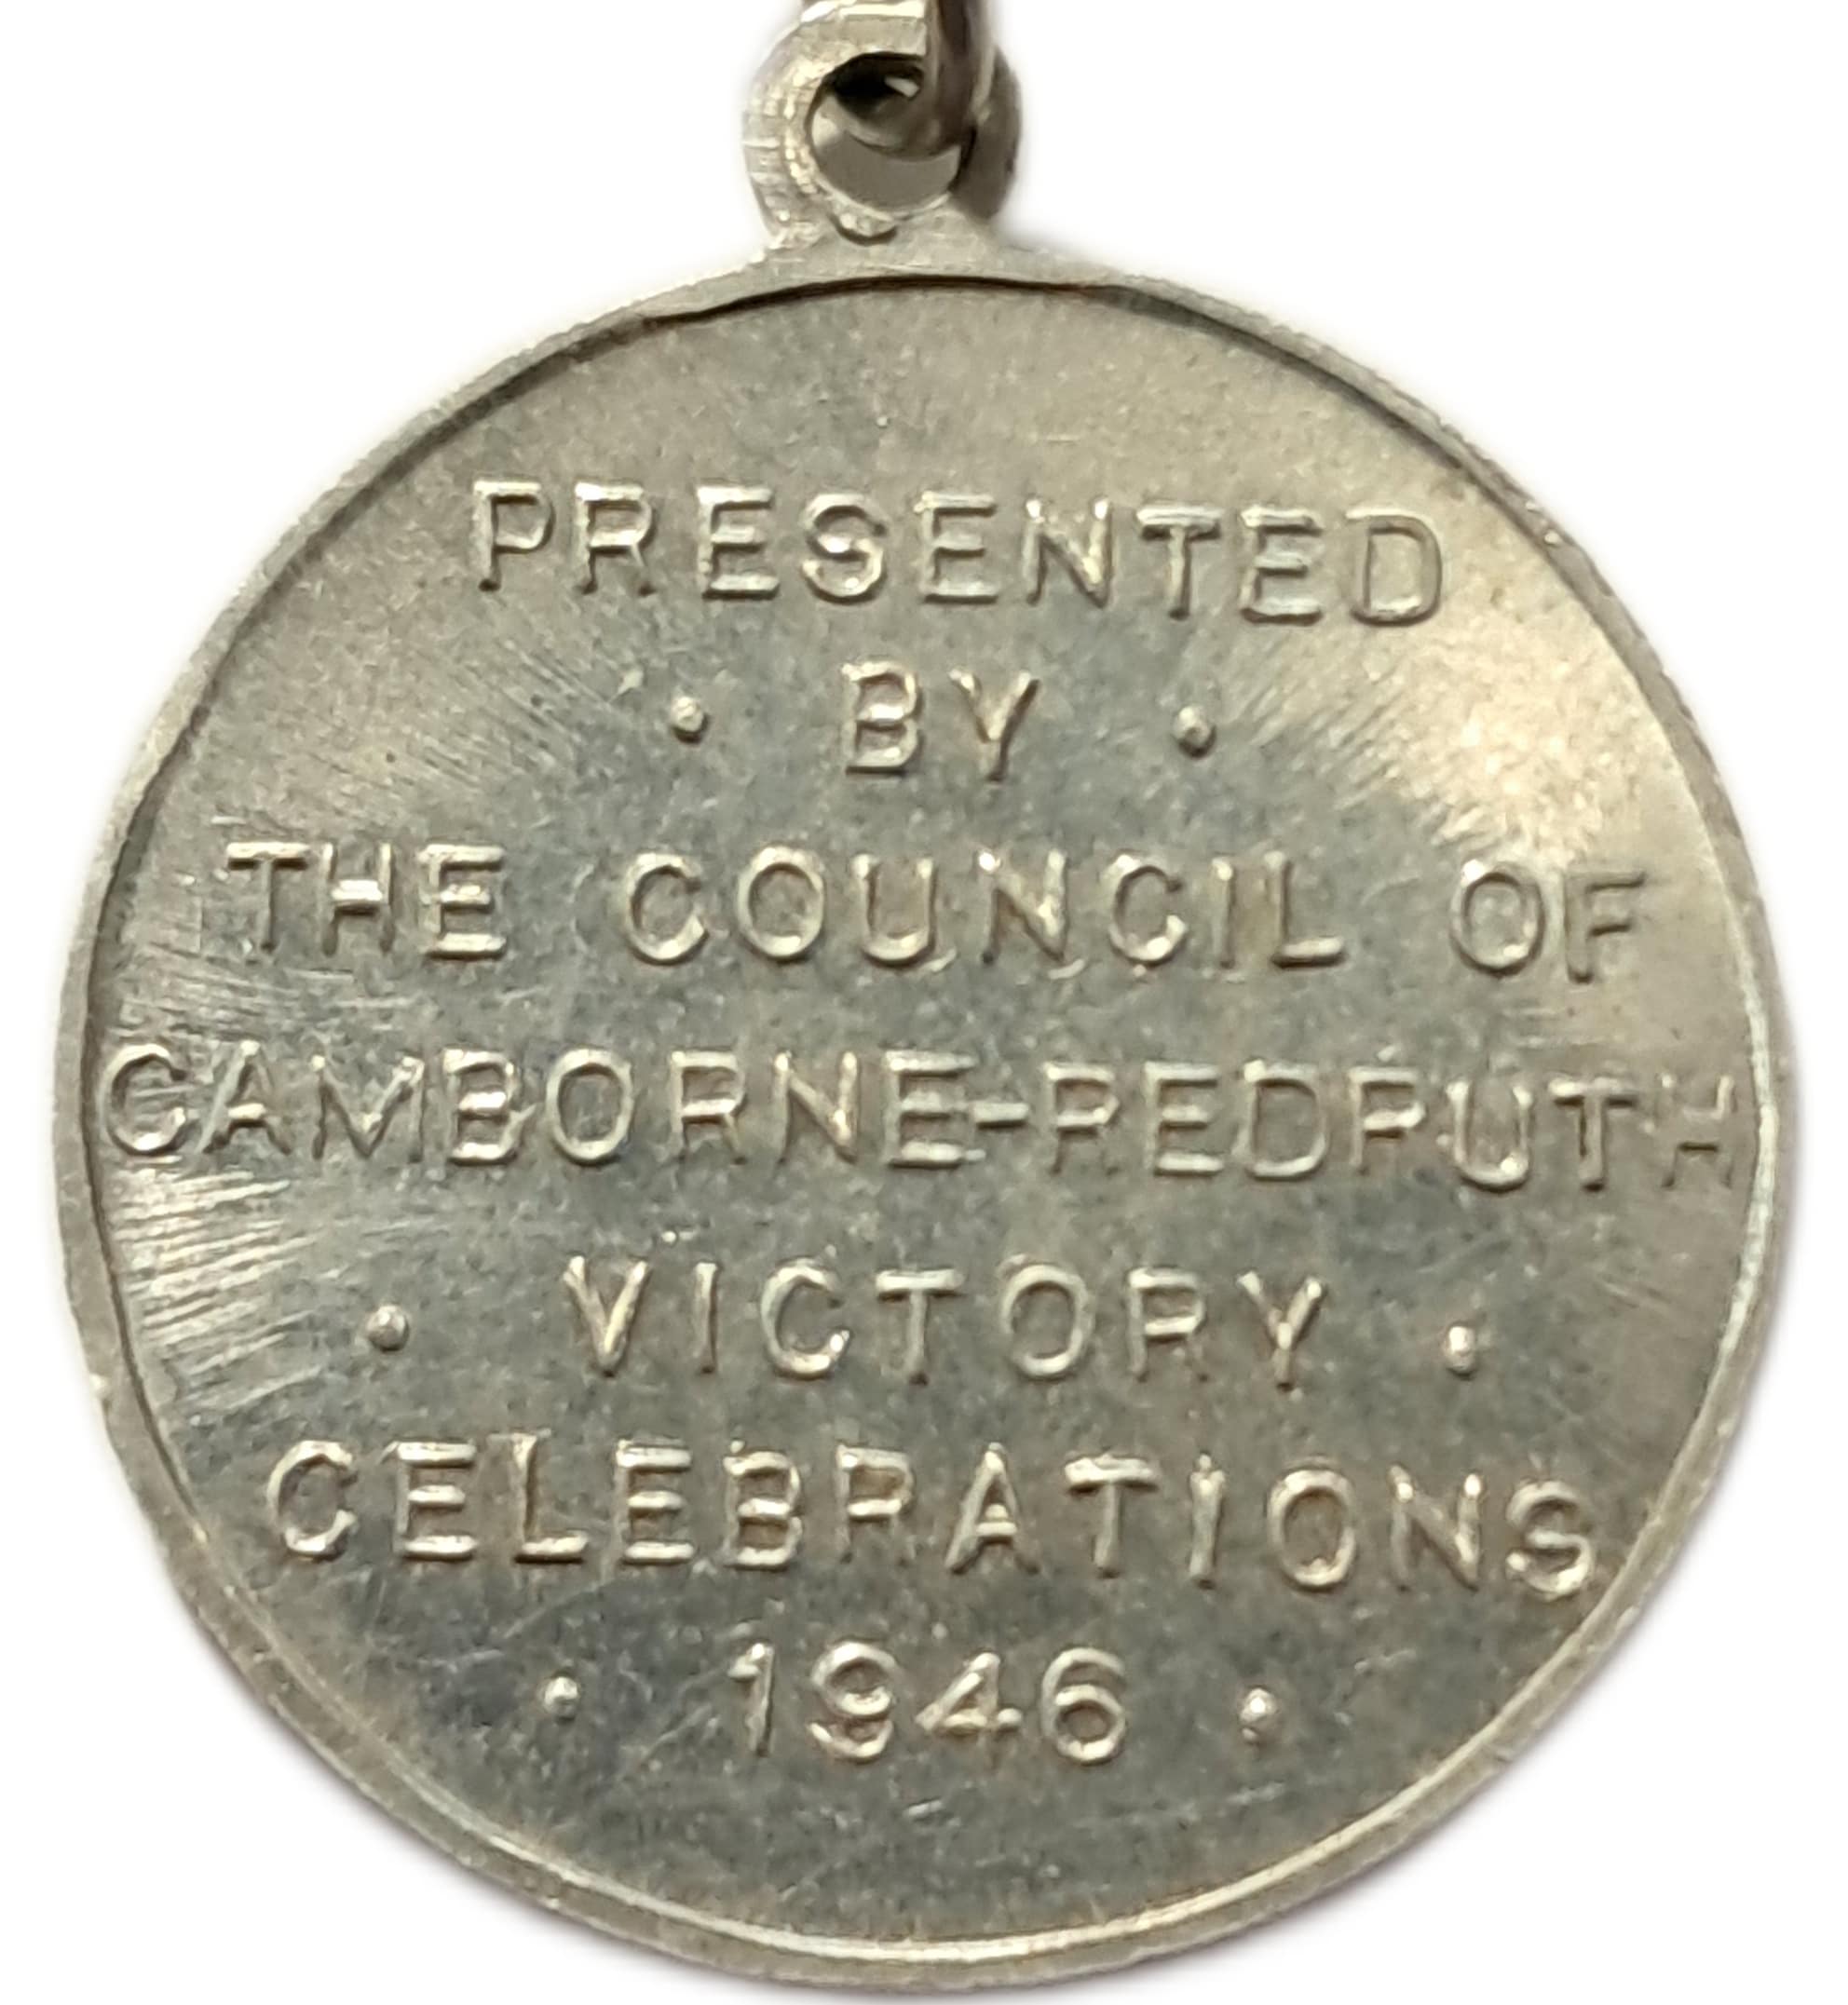 PRESENTED
· BY ·
THE COUNCIL OF
CAMBORNE-REDRUTH
· VICTORY ·
CELEBRATIONS
· 1946 ·